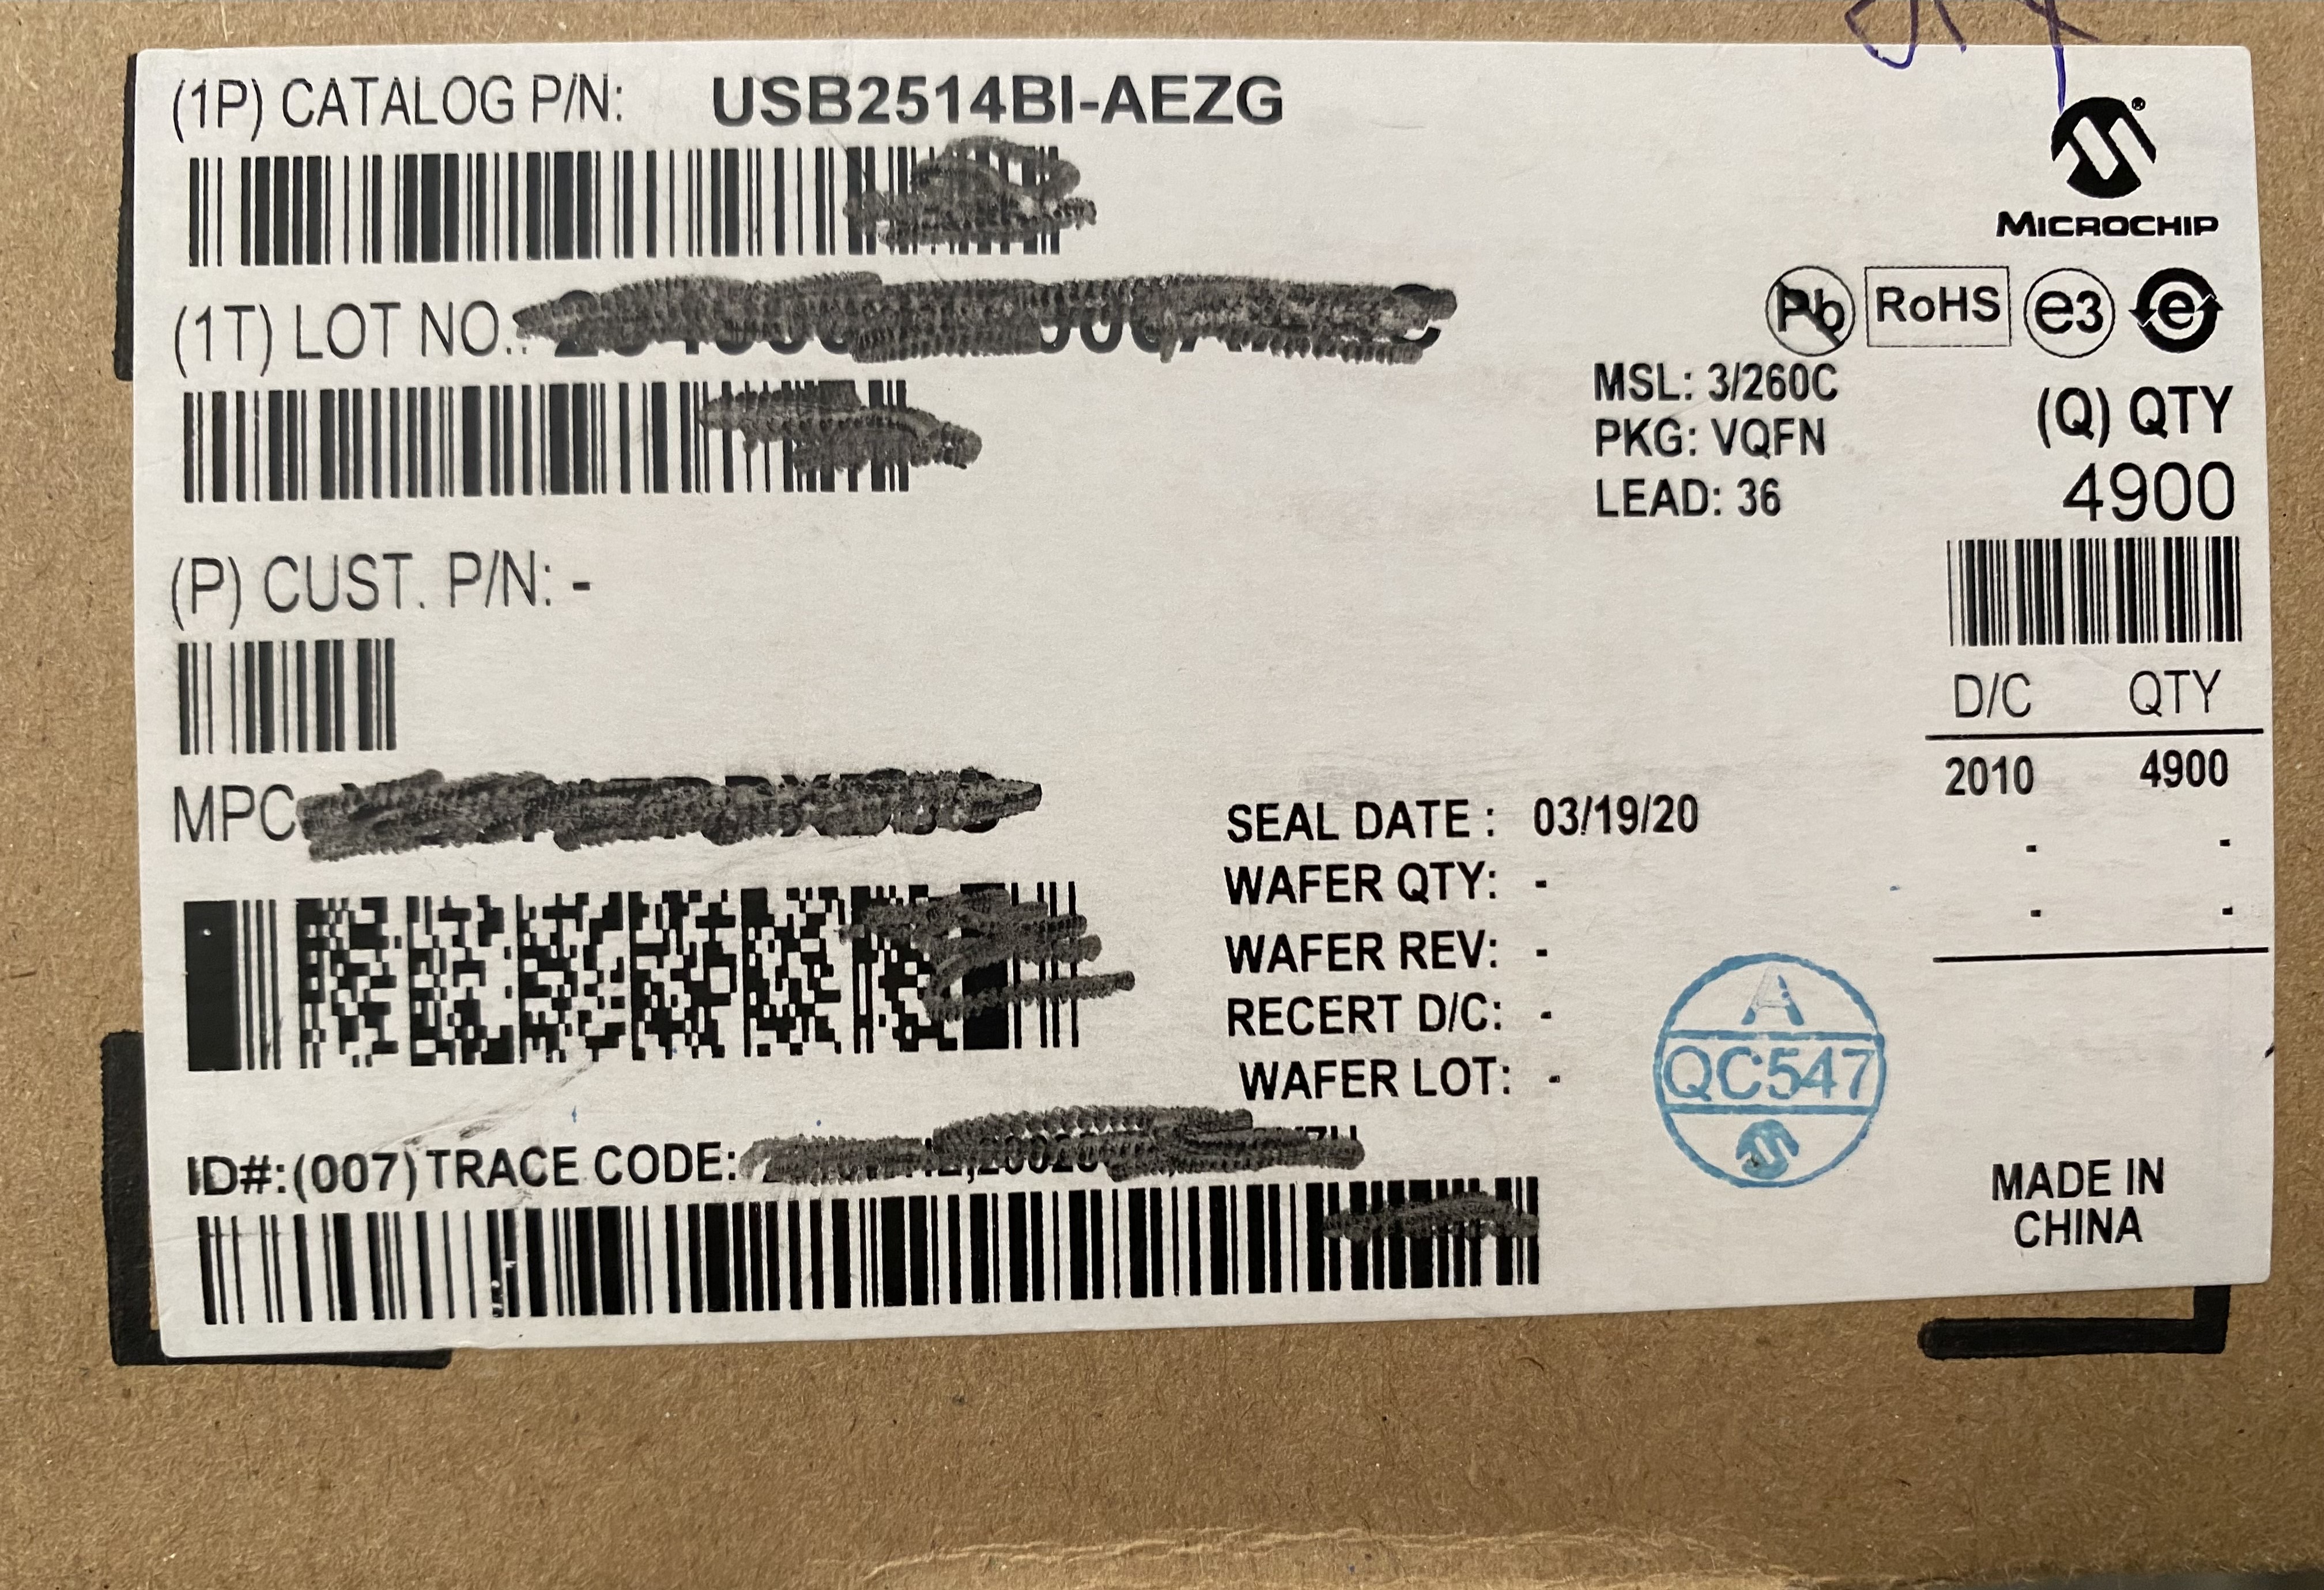 (1P) CATALOG P/N: USB2514BI-AEZG
MICROCHIP
(1T) LOT NO.:
Pb RoHS e3 e
MSL: 3/260C
PKG: VQFN
LEAD: 36
(Q) QTY
4900
(P) CUST. P/N: -
D/C QTY
2010 4900
- -
- -
MPC
SEAL DATE : 03/19/20
WAFER QTY: -
WAFER REV: -
RECERT D/C: -
WAFER LOT: -
A
QC547
ID#:(007) TRACE CODE:
MADE IN
CHINA